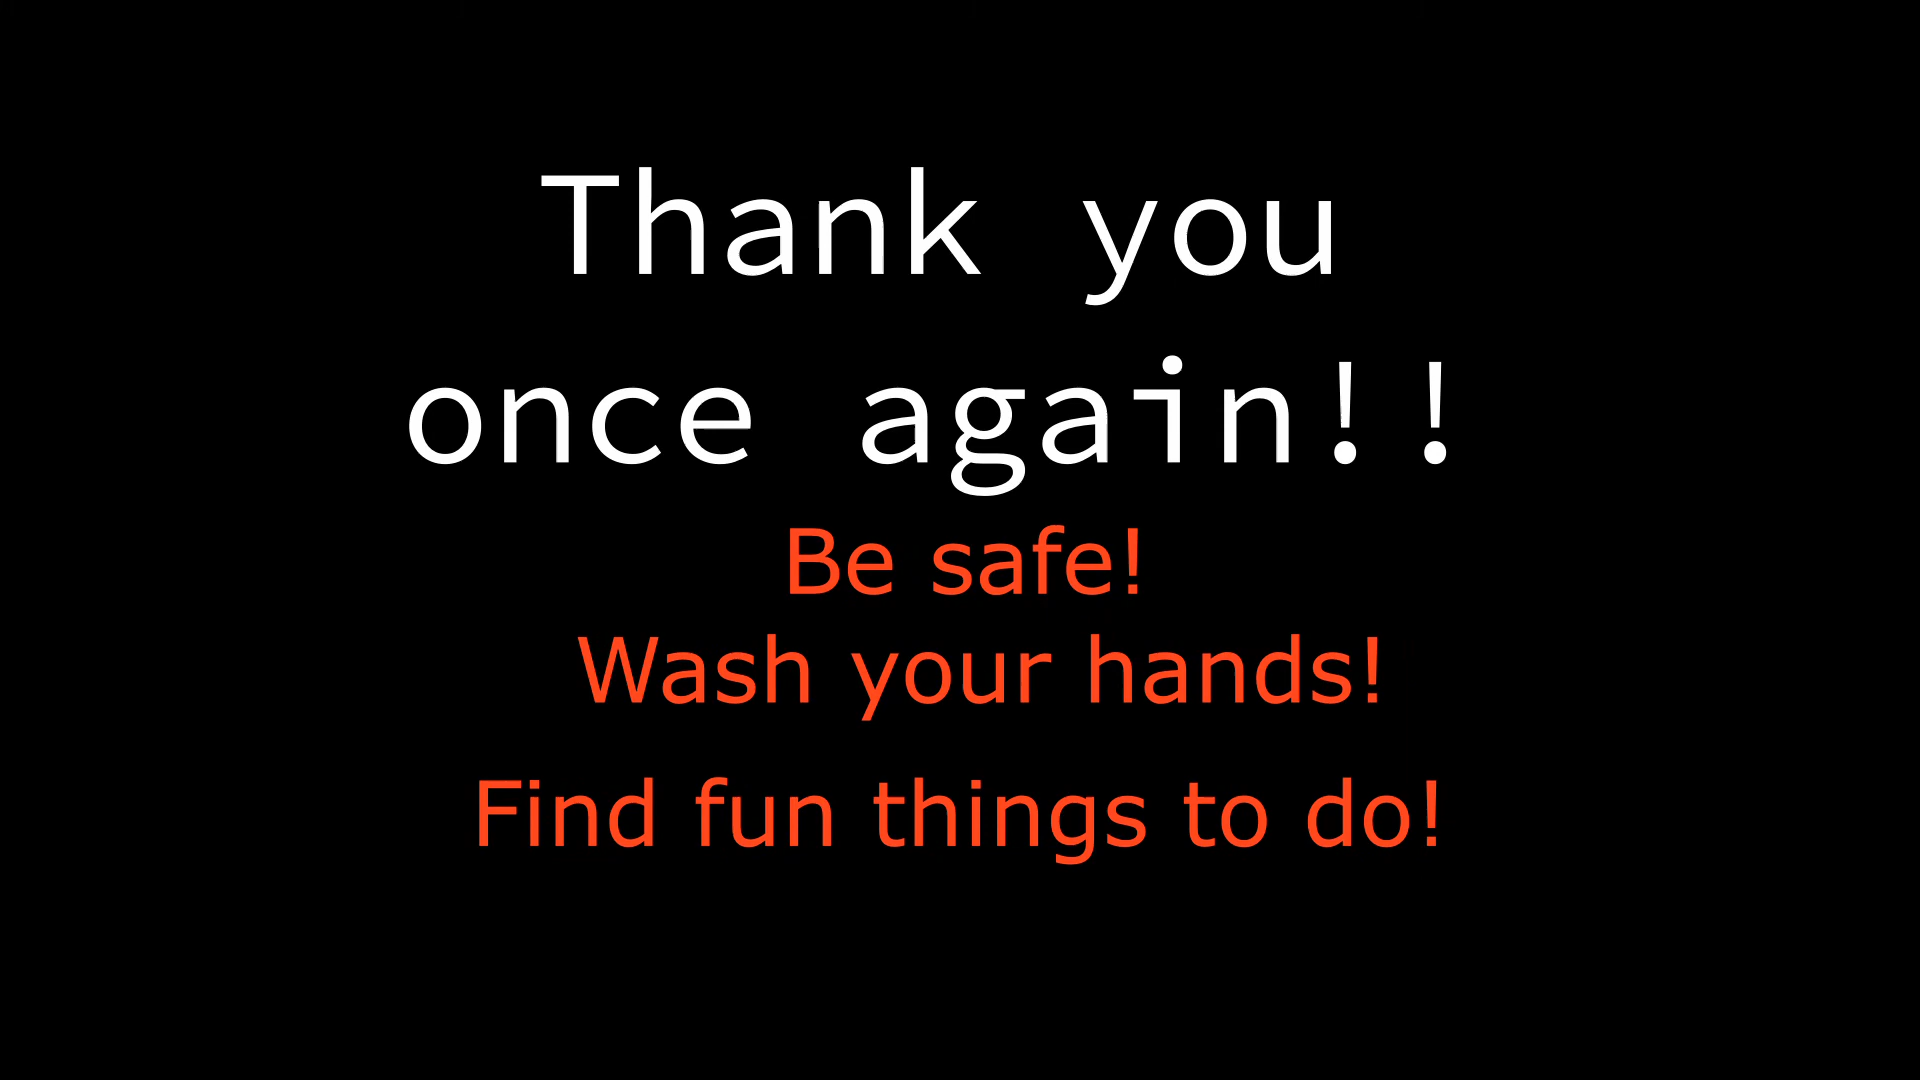 Thank you
once again!!
Be safe!
Wash your hands!
Find fun things to do!